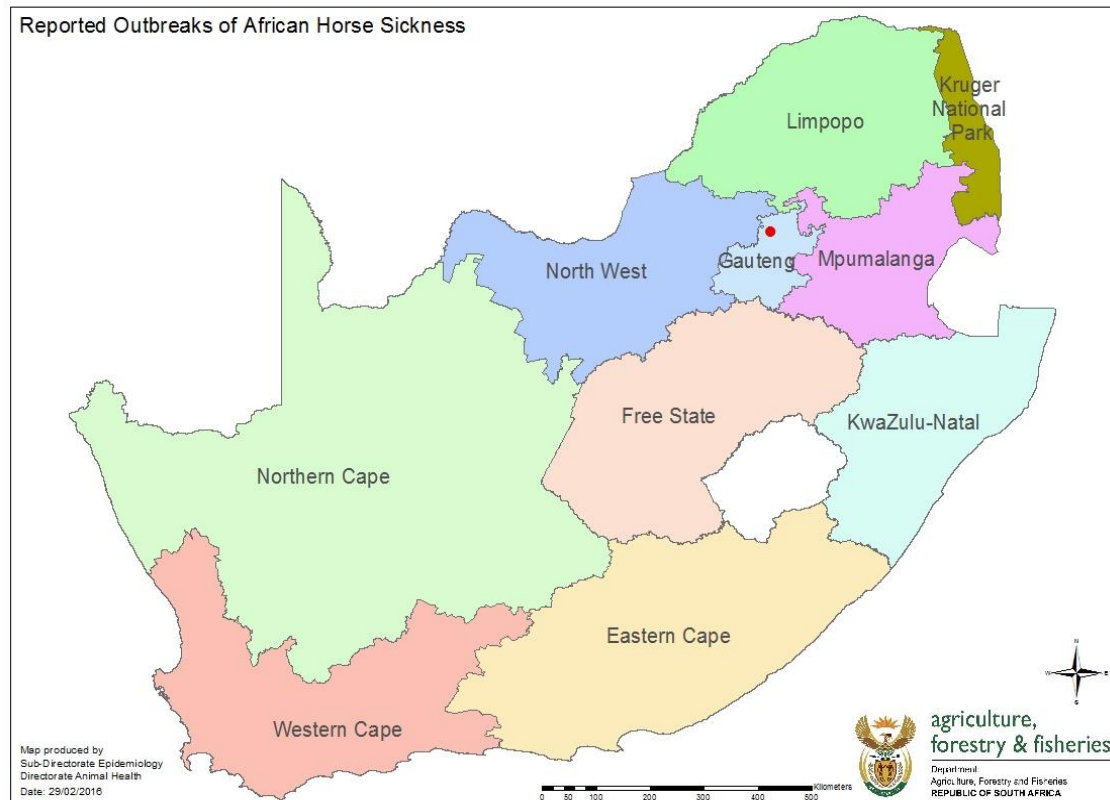 Reported Outbreaks of African Horse Sickness
Kruger
National
Park
Limpopo
North West
Gauteng
Mpumalanga
Free State
KwaZulu-Natal
Northern Cape
Eastern Cape
Western Cape
N
W
E
S
Map produced by
Sub-Directorate Epidemiology
Directorate Animal Health
Date: 29/02/2016
Kilometers
0 50 100 200 300 400 500
agriculture,
forestry & fisheries
Department:
Agriculture, Forestry and Fisheries
REPUBLIC OF SOUTH AFRICA